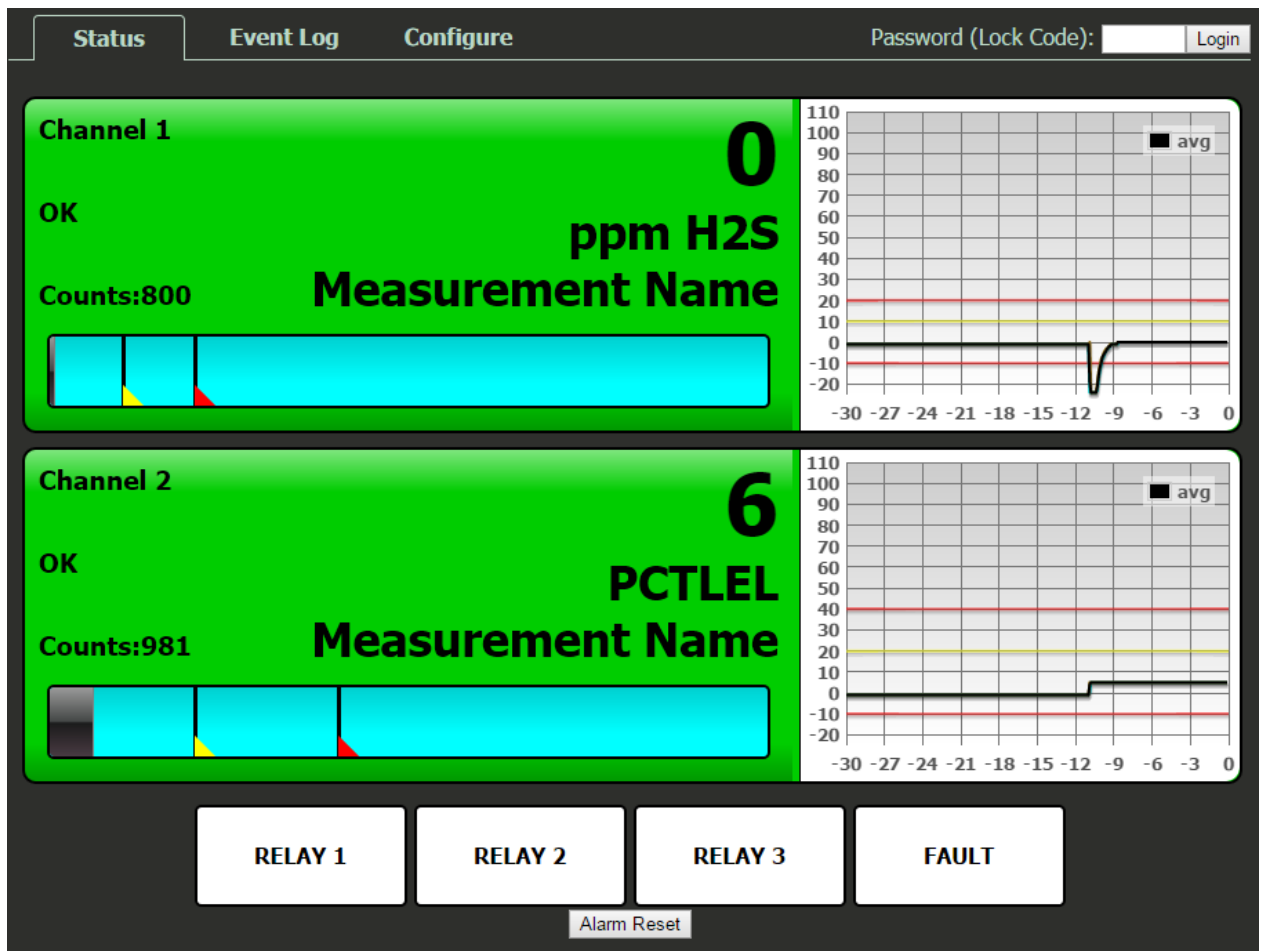 Status Event Log Configure Password (Lock Code): Login
Channel 1
0
OK
ppm H2S
Counts:800 Measurement Name
110
100
90
80
70
60
50
40
30
20
10
0
-10
-20
avg
-30 -27 -24 -21 -18 -15 -12 -9 -6 -3 0
Channel 2
6
OK
PCTLEL
Counts:981 Measurement Name
110
100
90
80
70
60
50
40
30
20
10
0
-10
-20
avg
-30 -27 -24 -21 -18 -15 -12 -9 -6 -3 0
RELAY 1 RELAY 2 RELAY 3 FAULT
Alarm Reset